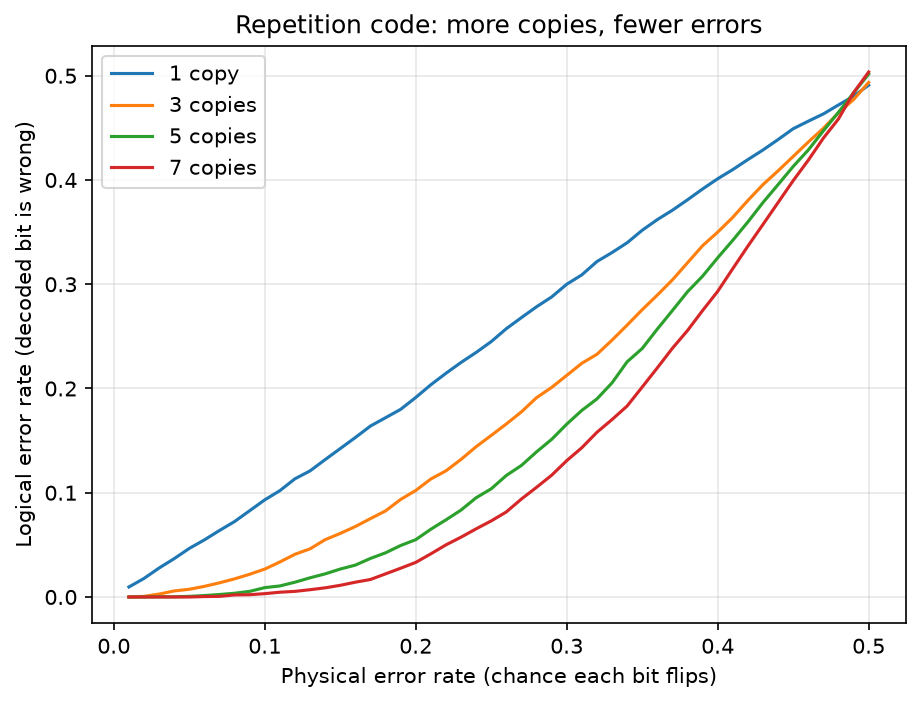 Repetition code: more copies, fewer errors
1 copy
3 copies
5 copies
7 copies
Logical error rate (decoded bit is wrong)
0.5
0.4
0.3
0.2
0.1
0.0
0.0 0.1 0.2 0.3 0.4 0.5
Physical error rate (chance each bit flips)